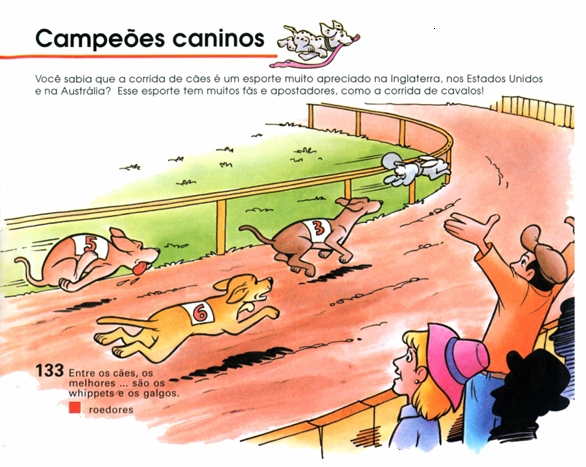 Campeões caninos
2
Você sabia que a corrida de cães é um esporte muito apreciado na Inglaterra, nos Estados Unidos
e na Austrália? Esse esporte tem muitos fãs e apostadores, como a corrida de cavalos!
5
3
6
133 Entre os cães, os
melhores ... são os
whippets e os galgos.
roedores